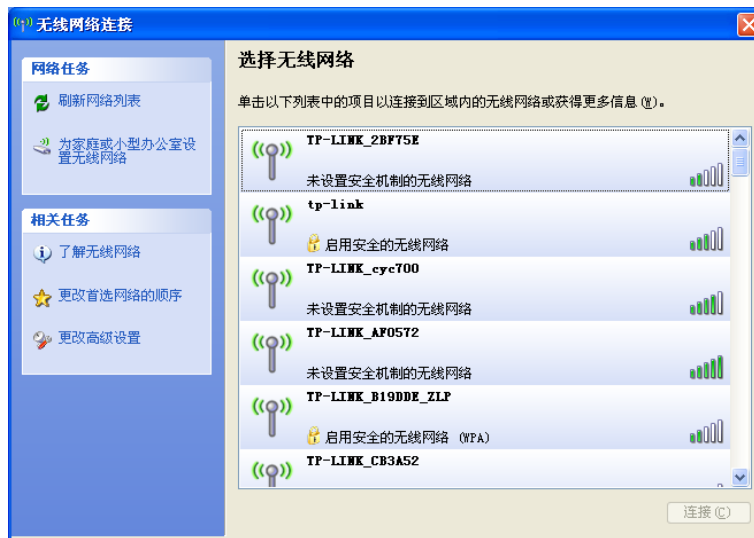 无线网络连接
网络任务
刷新网络列表
为家庭或小型办公室设
置无线网络
相关任务
了解无线网络
更改首选网络的顺序
更改高级设置
选择无线网络
单击以下列表中的项目以连接到区域内的无线网络或获得更多信息(W)。
TP-LINK_2BF75E
未设置安全机制的无线网络
tp-link
启用安全的无线网络
TP-LINK_cyc700
未设置安全机制的无线网络
TP-LINK_AF0572
未设置安全机制的无线网络
TP-LINK_B19DDE_ZLP
启用安全的无线网络 (WPA)
TP-LINK_CB3A52
连接(C)